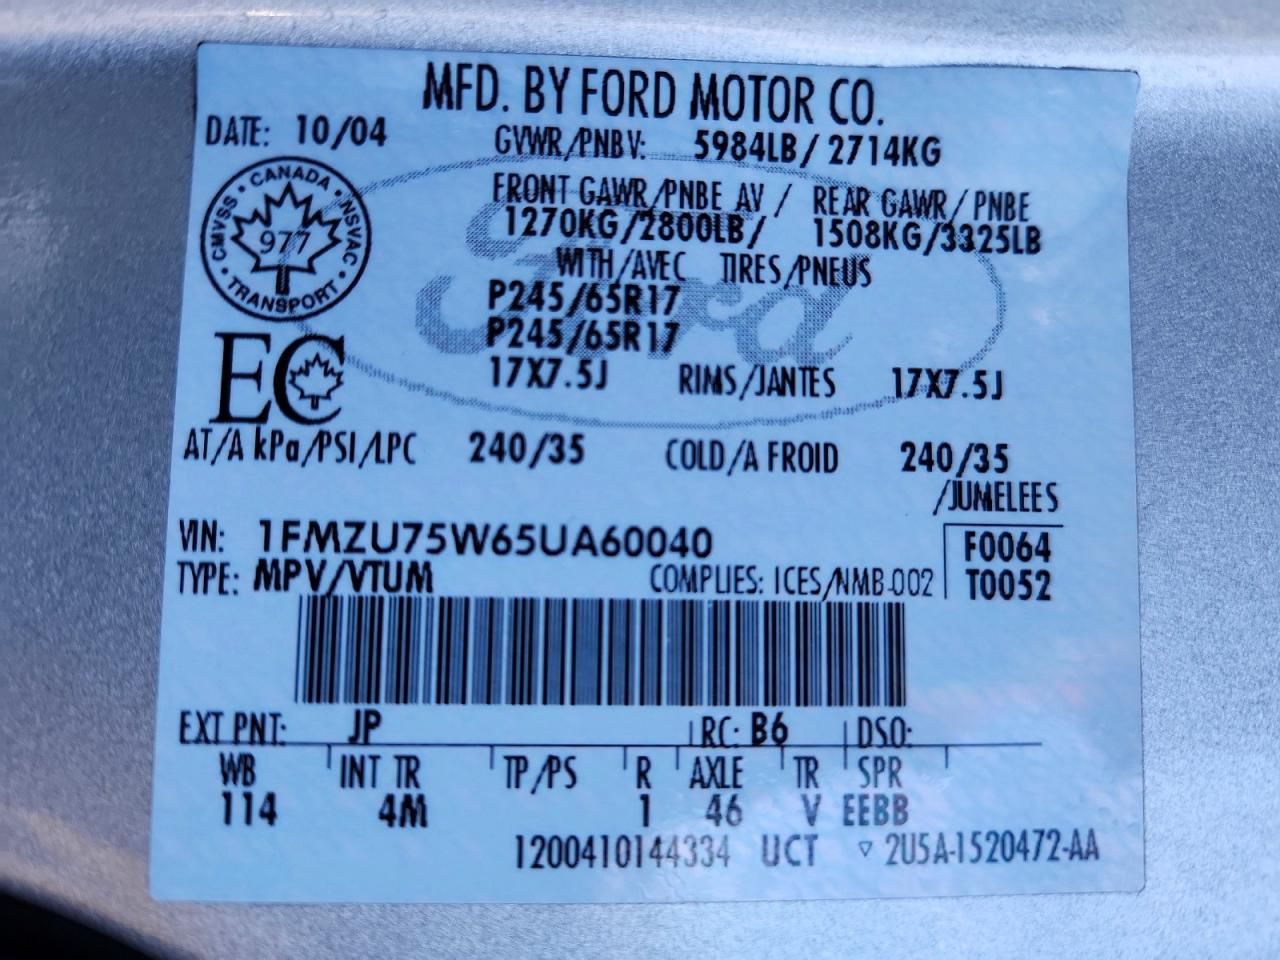 MFD. BY FORD MOTOR CO.
DATE: 10/04
GVWR/PNBV: 5984LB/ 2714KG
CANADA
CMVSS NSVAC
977
TRANSPORT
FRONT GAWR/PNBE AV / REAR GAWR/ PNBE
1270KG/2800LB/ 1508KG/3325LB
WITH/AVEC TIRES/PNEUS
Ford
P245/65R17
P245/65R17
EC
17X7.5J RIMS/JANTES 17X7.5J
AT/A kPa/PSI/LPC 240/35 COLD/A FROID 240/35
/JUMELEES
VIN: 1FMZU75W65UA60040 F0064
TYPE: MPV/VTUM COMPLIES: ICES/NMB-002 T0052
EXT PNT: JP RC: B6 DSO:
WB INT TR TP/PS R AXLE TR SPR
114 4M 1 46 V EEBB
1200410144334 UCT ▽ 2U5A-1520472-AA